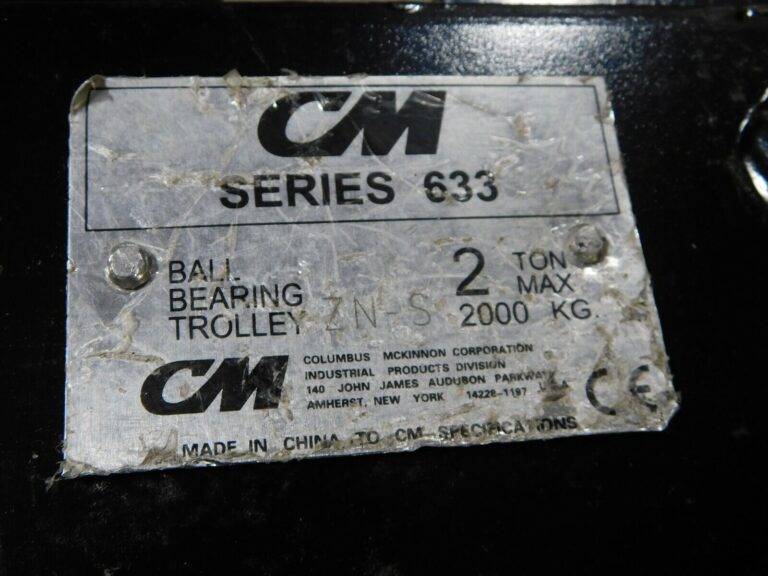 CM
SERIES 633
BALL
BEARING
TROLLEY ZN-S
2 TON
MAX
2000 KG.
CM
COLUMBUS MCKINNON CORPORATION
INDUSTRIAL PRODUCTS DIVISION
140 JOHN JAMES AUDUBON PARKWAY
AMHERST, NEW YORK 14228-1197 U.S.A
CE
MADE IN CHINA TO CM SPECIFICATIONS